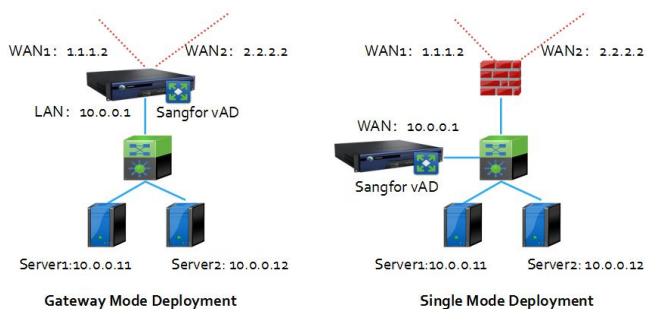 WAN1: 1.1.1.2
WAN2: 2.2.2.2
LAN: 10.0.0.1
Sangfor vAD
Server1:10.0.0.11
Server2: 10.0.0.12
Gateway Mode Deployment
WAN1: 1.1.1.2
WAN2: 2.2.2.2
WAN: 10.0.0.1
Sangfor vAD
Server1:10.0.0.11
Server2: 10.0.0.12
Single Mode Deployment